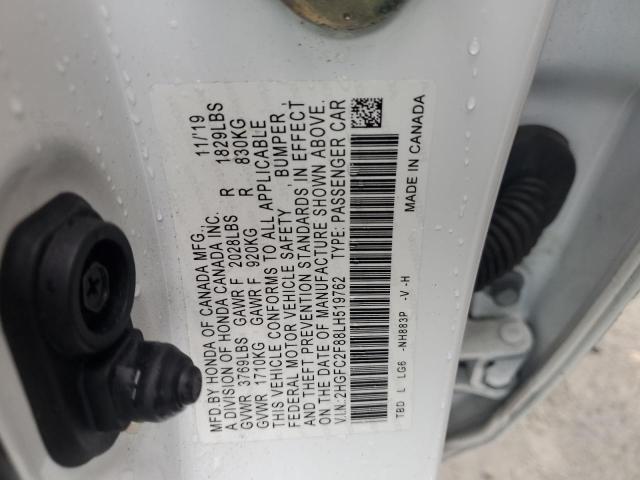 MFD.BY HONDA OF CANADA MFG., 11/19
A DIVISION OF HONDA CANADA INC.
GVWR 3769LBS GAWR F 2028LBS R 1829LBS
GVWR 1710KG GAWR F 920KG R 830KG
THIS VEHICLE CONFORMS TO ALL APPLICABLE
FEDERAL MOTOR VEHICLE SAFETY , BUMPER ,
AND THEFT PREVENTION STANDARDS IN EFFECT
ON THE DATE OF MANUFACTURE SHOWN ABOVE.
V.I.N:2HGFC2F88LH519762 TYPE: PASSENGER CAR
TBD L LG6 -NH883P -V -H
MADE IN CANADA